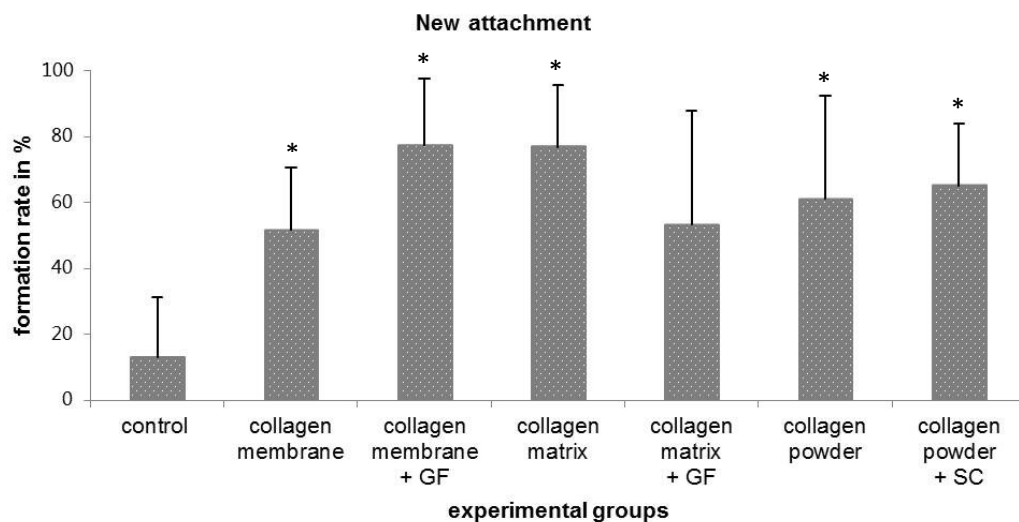 New attachment
formation rate in %
100
80
60
40
20
0
*
*
*
*
*
control
collagen
membrane
collagen
membrane
+ GF
collagen
matrix
collagen
matrix
+ GF
collagen
powder
collagen
powder
+ SC
experimental groups